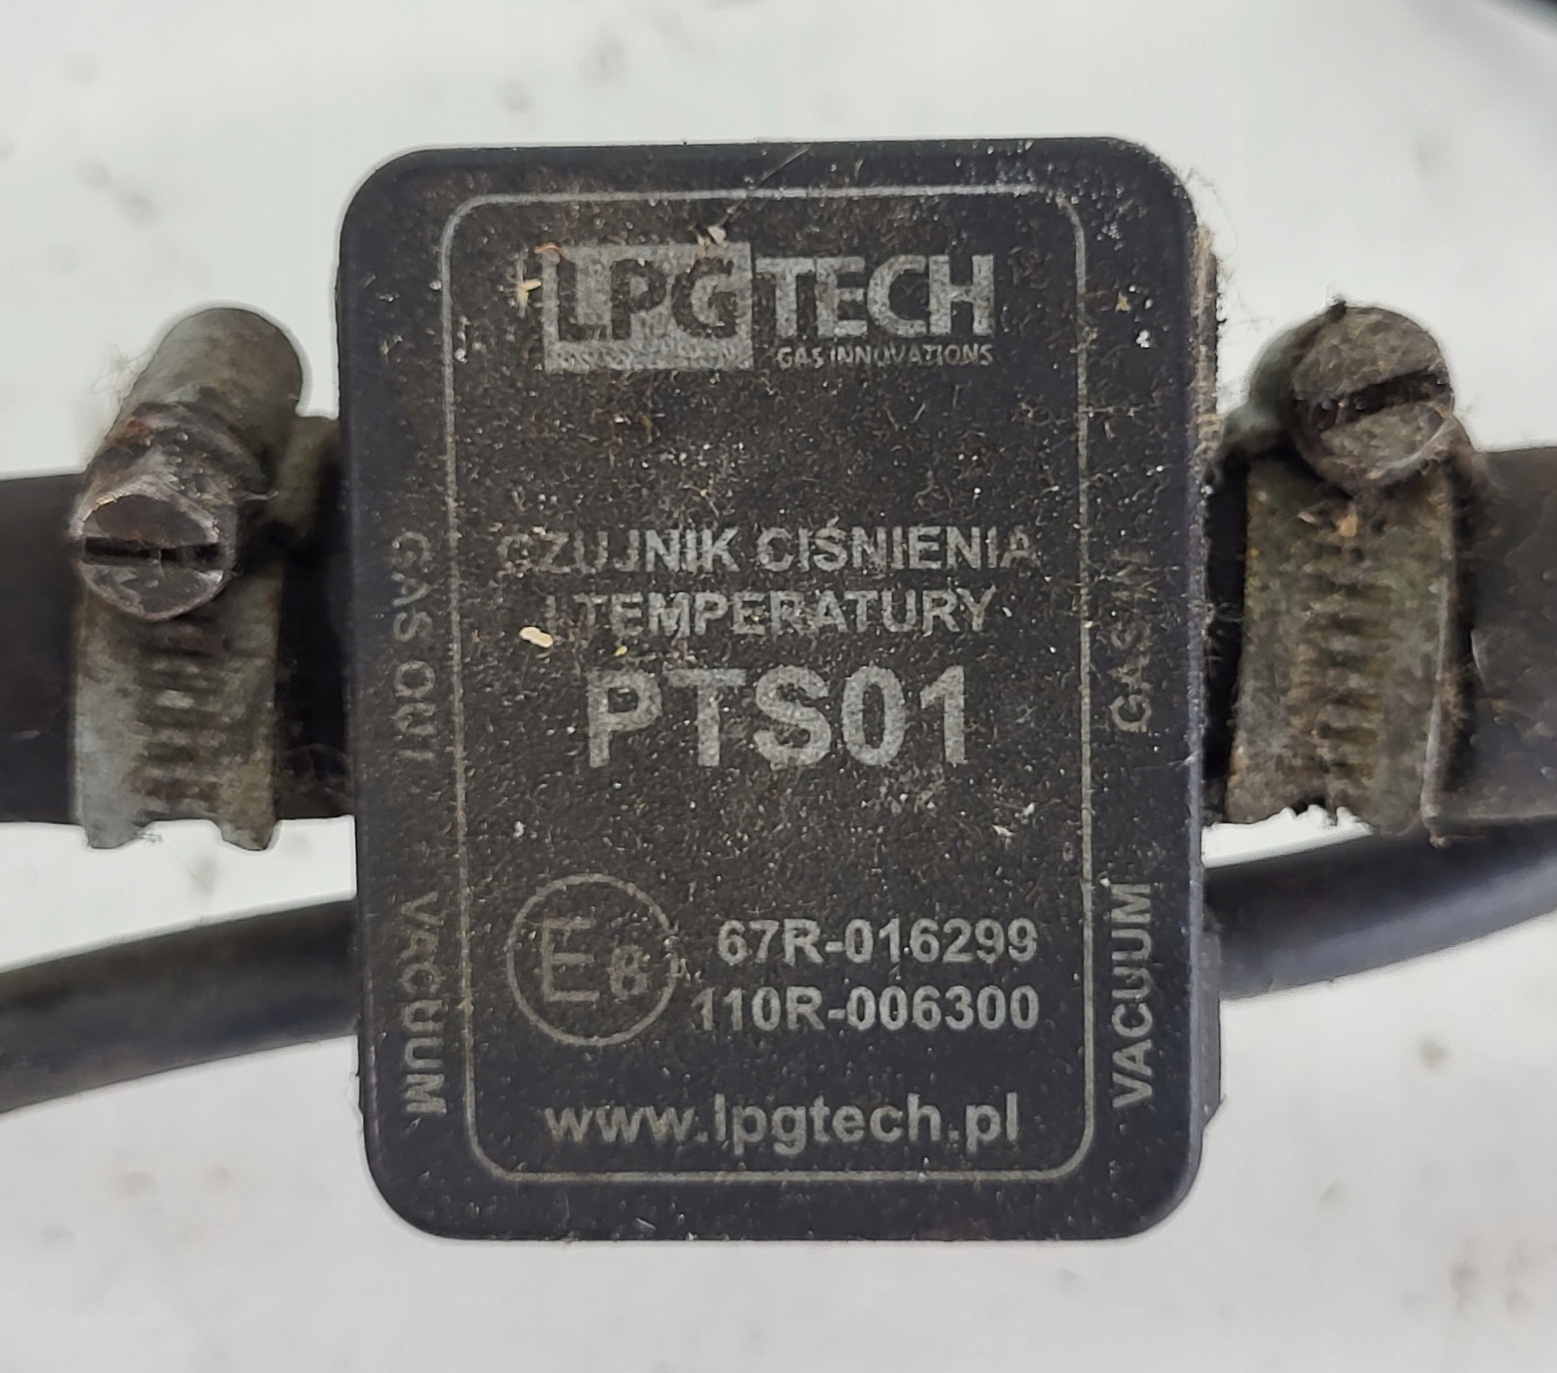 LPGTECH
GAS INNOVATIONS
CZUJNIK CIŚNIENIA
I TEMPERATURY
PTS01
E8
67R-016299
110R-006300
www.lpgtech.pl
GAS OUT
VACUUM
GAS IN
VACUUM